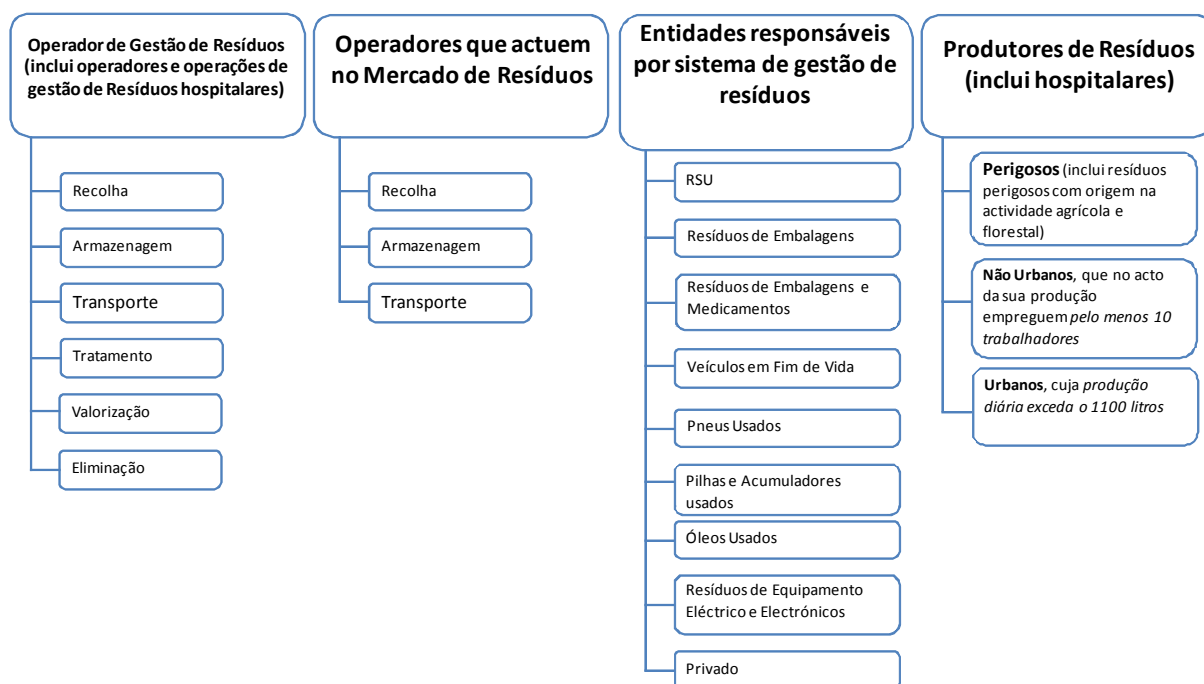 Operador de Gestão de Resíduos
(inclui operadores e operações de
gestão de Resíduos hospitalares)
Recolha
Armazenagem
Transporte
Tratamento
Valorização
Eliminação
Operadores que actuem
no Mercado de Resíduos
Recolha
Armazenagem
Transporte
Entidades responsáveis
por sistema de gestão de
resíduos
RSU
Resíduos de Embalagens
Resíduos de Embalagens e
Medicamentos
Veículos em Fim de Vida
Pneus Usados
Pilhas e Acumuladores
usados
Óleos Usados
Resíduos de Equipamento
Eléctrico e Electrónicos
Privado
Produtores de Resíduos
(inclui hospitalares)
Perigosos (inclui resíduos
perigosos com origem na
actividade agrícola e
florestal)
Não Urbanos, que no acto
da sua produção
empreguem pelo menos 10
trabalhadores
Urbanos, cuja produção
diária exceda o 1100 litros